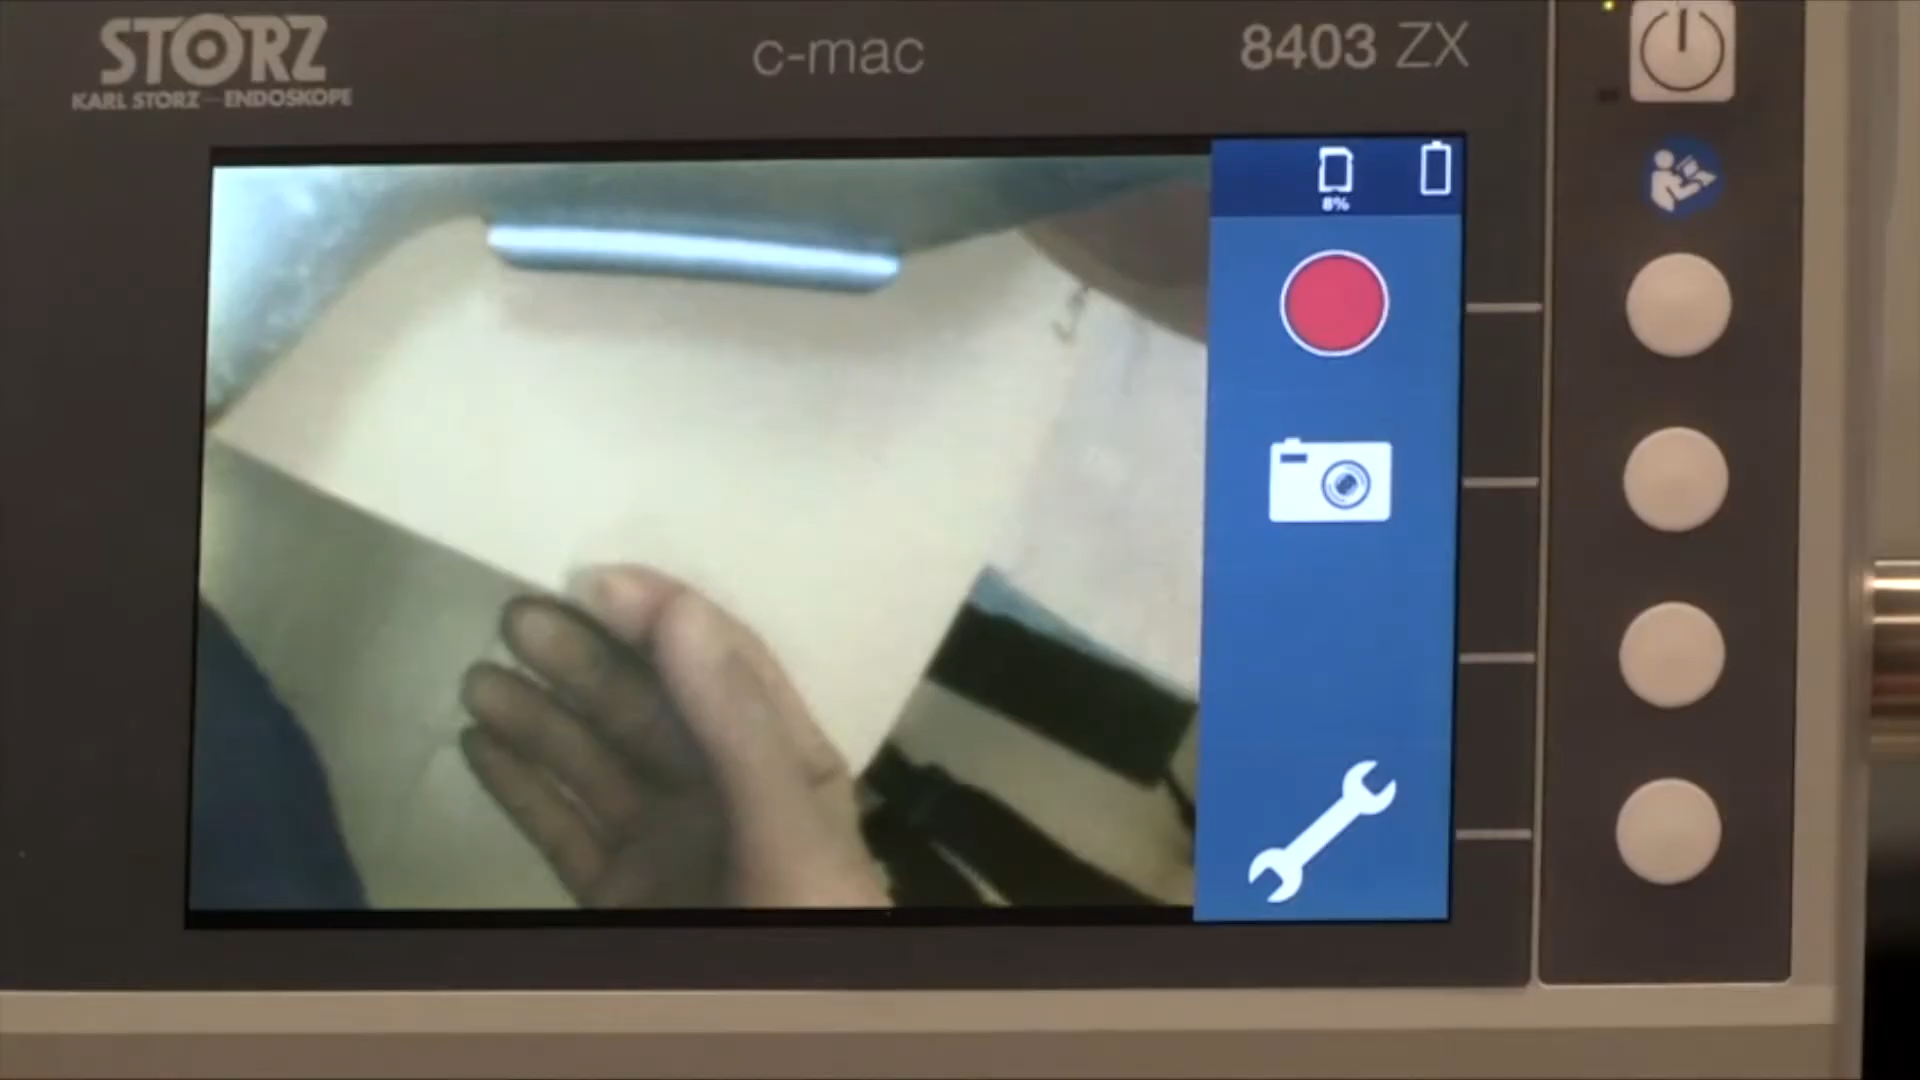 STORZ
KARL STORZ — ENDOSKOPE
c-mac
8403 ZX
8%